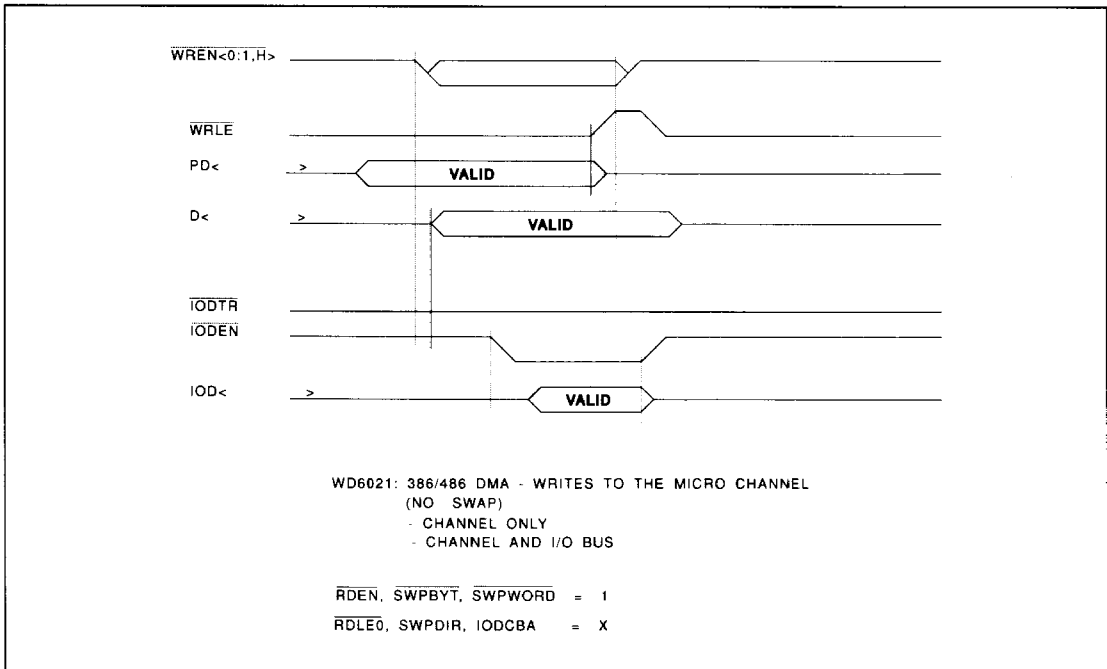 WREN<0:1,H>
WRLE
PD< >
VALID
D< >
VALID
IODTR
IODEN
IOD< >
VALID
WD6021: 386/486 DMA - WRITES TO THE MICRO CHANNEL
(NO SWAP)
- CHANNEL ONLY
- CHANNEL AND I/O BUS
RDEN, SWPBYT, SWPWORD = 1
RDLE0, SWPDIR, IODCBA = X